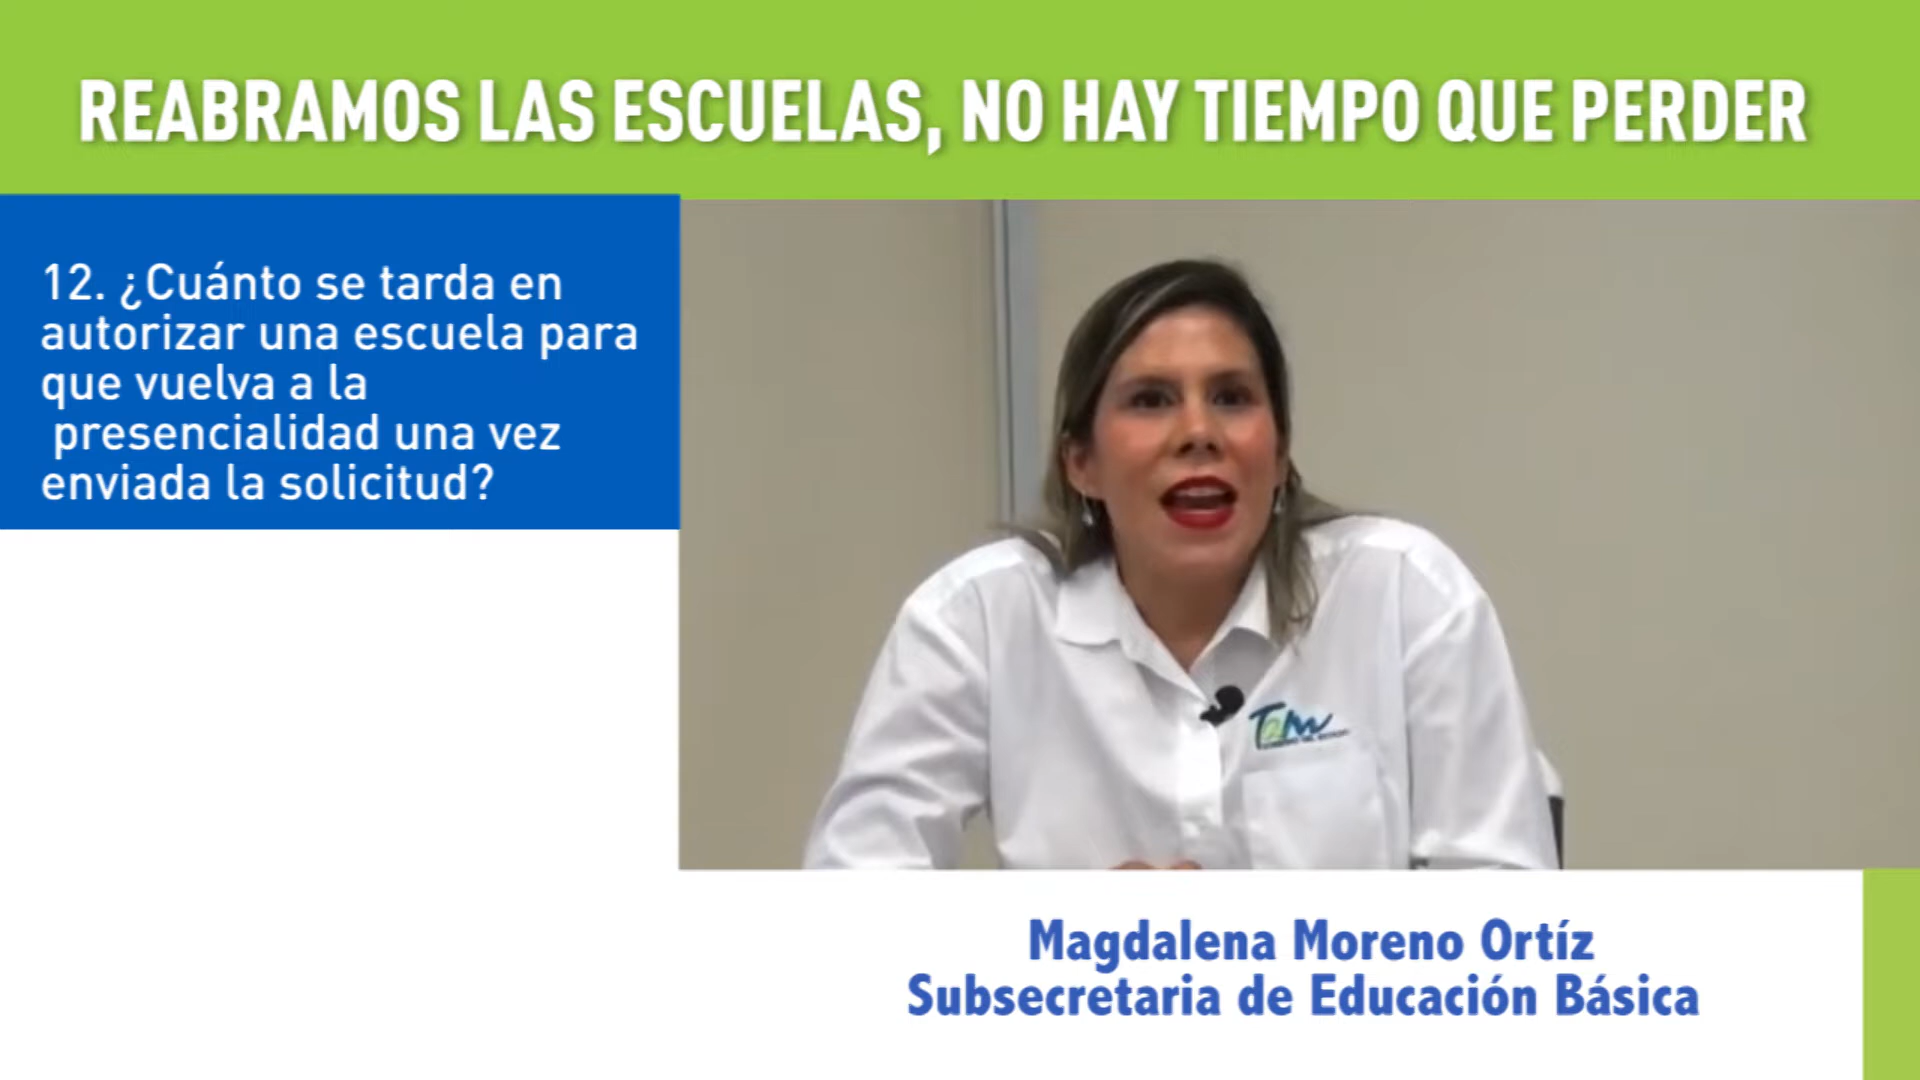 REABRAMOS LAS ESCUELAS, NO HAY TIEMPO QUE PERDER
12. ¿Cuánto se tarda en
autorizar una escuela para
que vuelva a la
presencialidad una vez
enviada la solicitud?
Tam
Magdalena Moreno Ortíz
Subsecretaria de Educación Básica